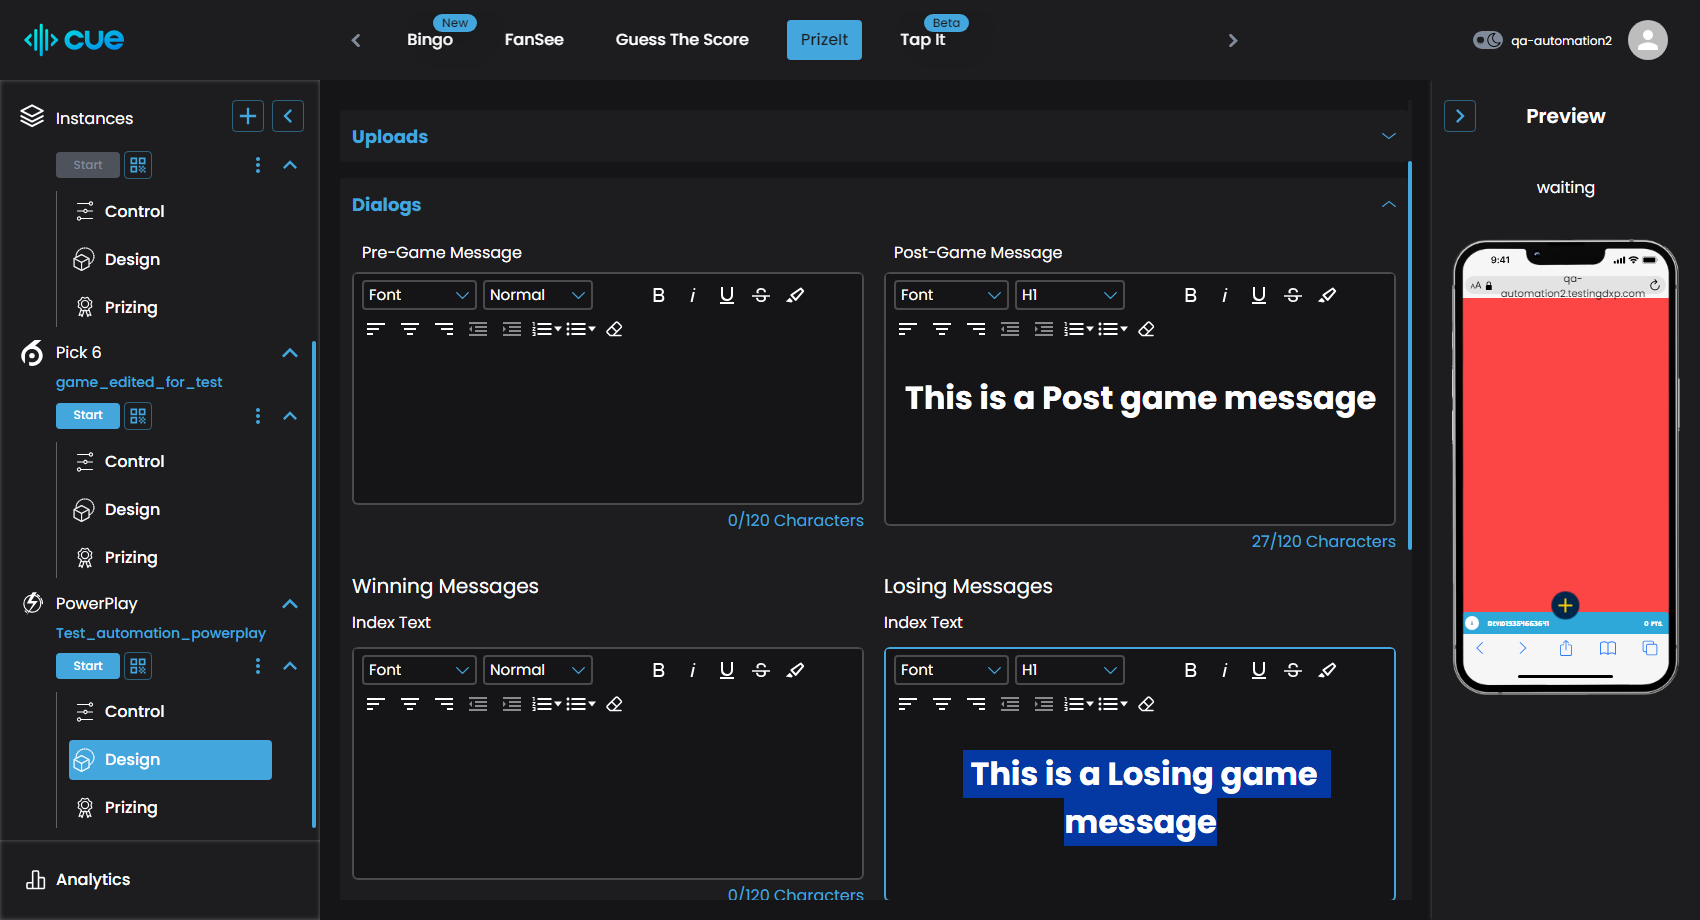 cue
New
Bingo
FanSee
Guess The Score
PrizeIt
Beta
Tap It
qa-automation2
Instances
Start
Control
Design
Prizing
Pick 6
game_edited_for_test
Start
Control
Design
Prizing
PowerPlay
Test_automation_powerplay
Start
Control
Design
Prizing
Analytics
Uploads
Dialogs
Pre-Game Message
Font
Normal
B i U S
0/120 Characters
Post-Game Message
Font
H1
B i U S
This is a Post game message
27/120 Characters
Winning Messages
Index Text
Font
Normal
B i U S
0/120 Characters
Losing Messages
Index Text
Font
H1
B i U S
This is a Losing game
message
Preview
waiting
9:41
AA
qa-
automation2.testingdxp.com
0 PTS.